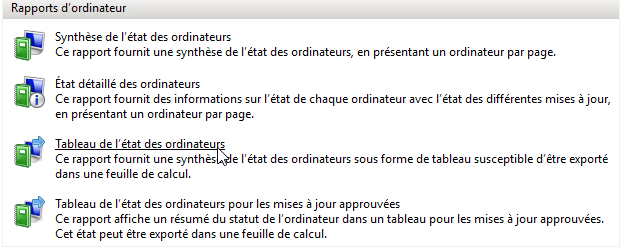 Rapports d'ordinateur
Synthèse de l'état des ordinateurs
Ce rapport fournit une synthèse de l'état des ordinateurs, en présentant un ordinateur par page.
État détaillé des ordinateurs
Ce rapport fournit des informations sur l'état de chaque ordinateur avec l'état des différentes mises à jour,
en présentant un ordinateur par page.
Tableau de l'état des ordinateurs
Ce rapport fournit une synthèse de l'état des ordinateurs sous forme de tableau susceptible d'être exporté
dans une feuille de calcul.
Tableau de l'état des ordinateurs pour les mises à jour approuvées
Ce rapport affiche un résumé du statut de l'ordinateur dans un tableau pour les mises à jour approuvées.
Cet état peut être exporté dans une feuille de calcul.